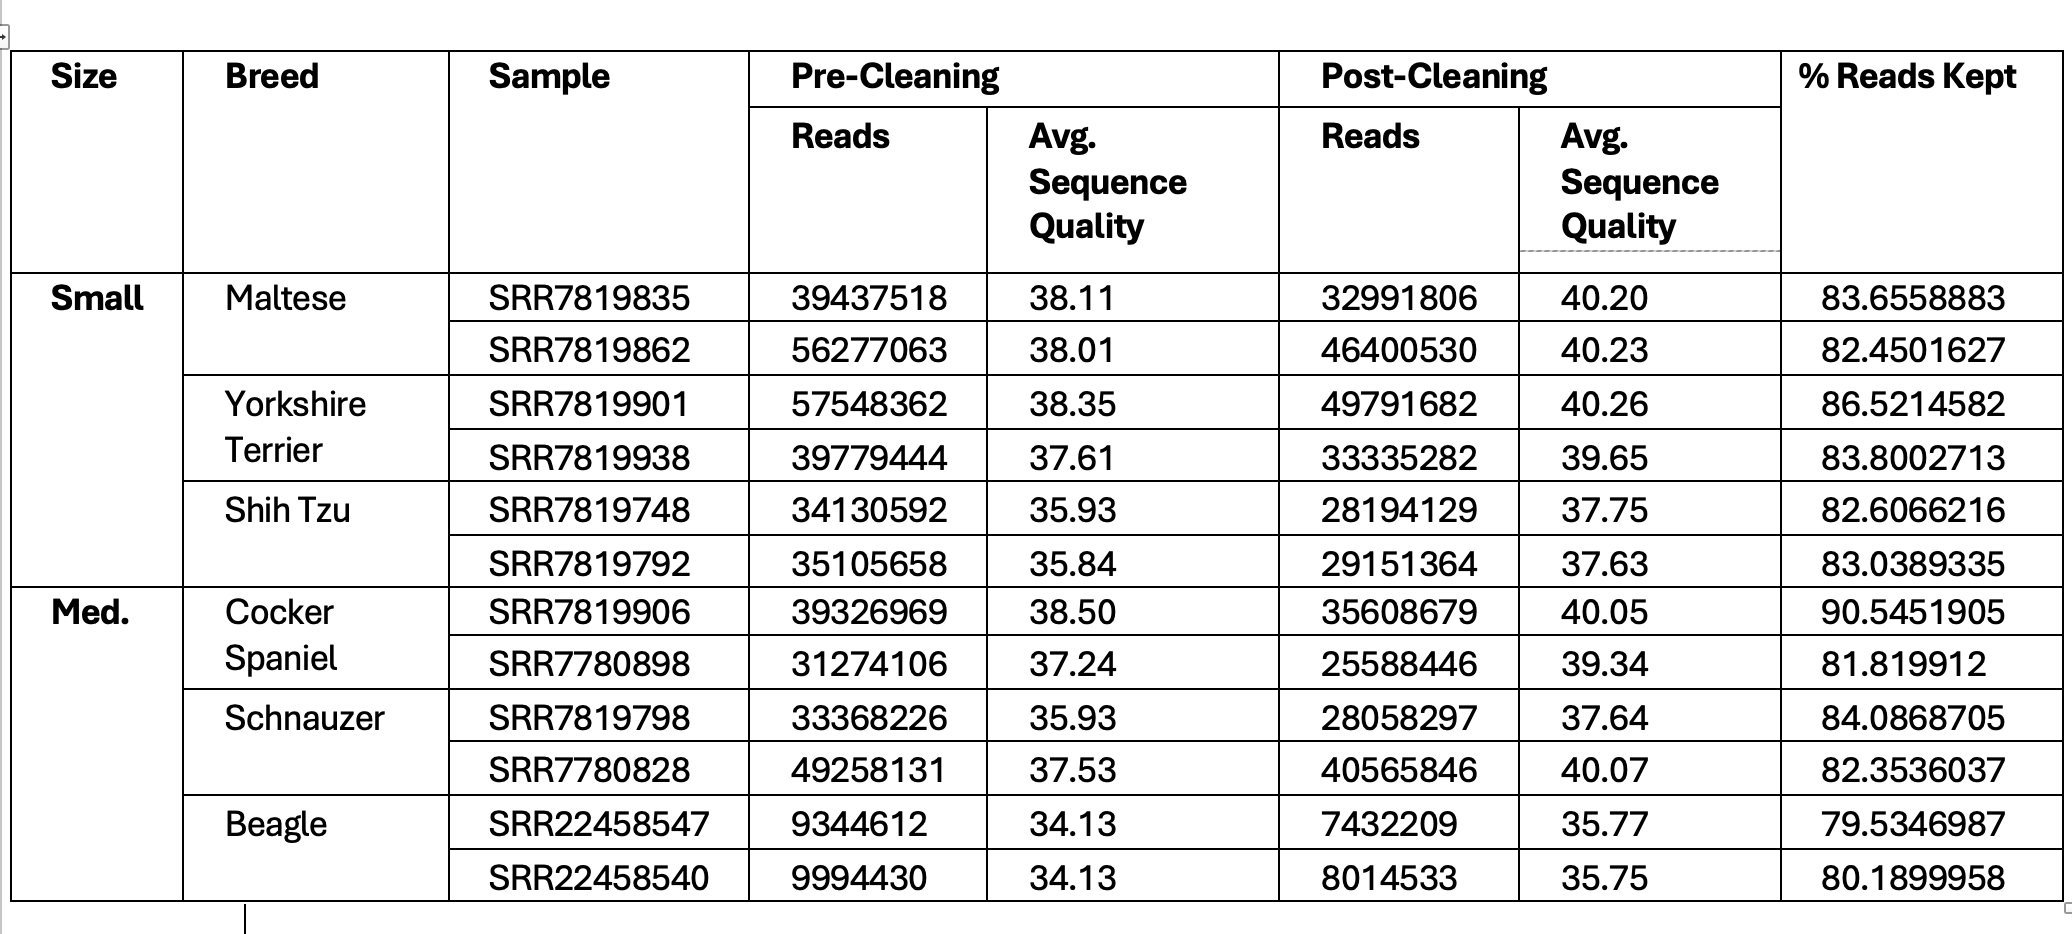 Size Breed Sample Pre-Cleaning Post-Cleaning % Reads Kept
Reads Avg. Sequence Quality Reads Avg. Sequence Quality
Small Maltese SRR7819835 39437518 38.11 32991806 40.20 83.6558883
SRR7819862 56277063 38.01 46400530 40.23 82.4501627
Yorkshire Terrier SRR7819901 57548362 38.35 49791682 40.26 86.5214582
SRR7819938 39779444 37.61 33335282 39.65 83.8002713
Shih Tzu SRR7819748 34130592 35.93 28194129 37.75 82.6066216
SRR7819792 35105658 35.84 29151364 37.63 83.0389335
Med. Cocker Spaniel SRR7819906 39326969 38.50 35608679 40.05 90.5451905
SRR7780898 31274106 37.24 25588446 39.34 81.819912
Schnauzer SRR7819798 33368226 35.93 28058297 37.64 84.0868705
SRR7780828 49258131 37.53 40565846 40.07 82.3536037
Beagle SRR22458547 9344612 34.13 7432209 35.77 79.5346987
SRR22458540 9994430 34.13 8014533 35.75 80.1899958